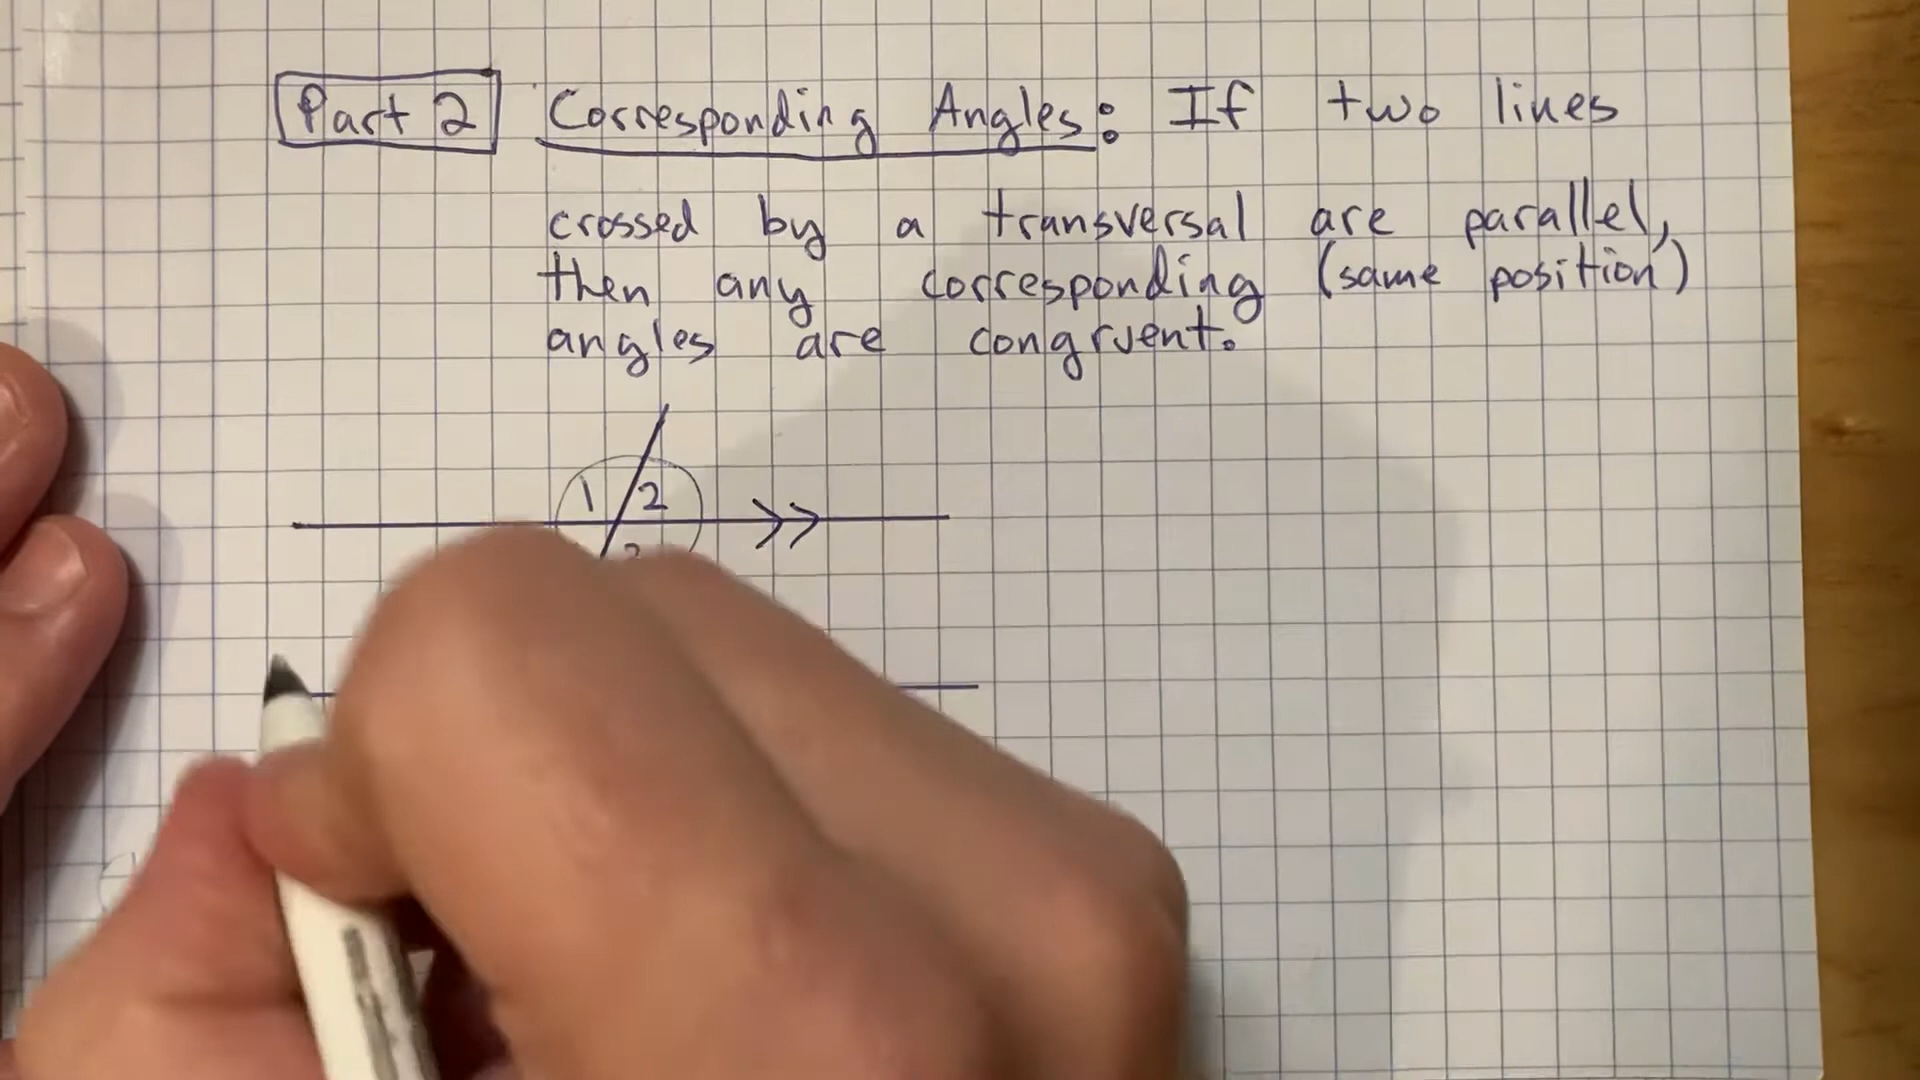 Part 2 Corresponding Angles: If two lines
crossed by a transversal are parallel,
then any corresponding (same position)
angles are congruent.
1 2